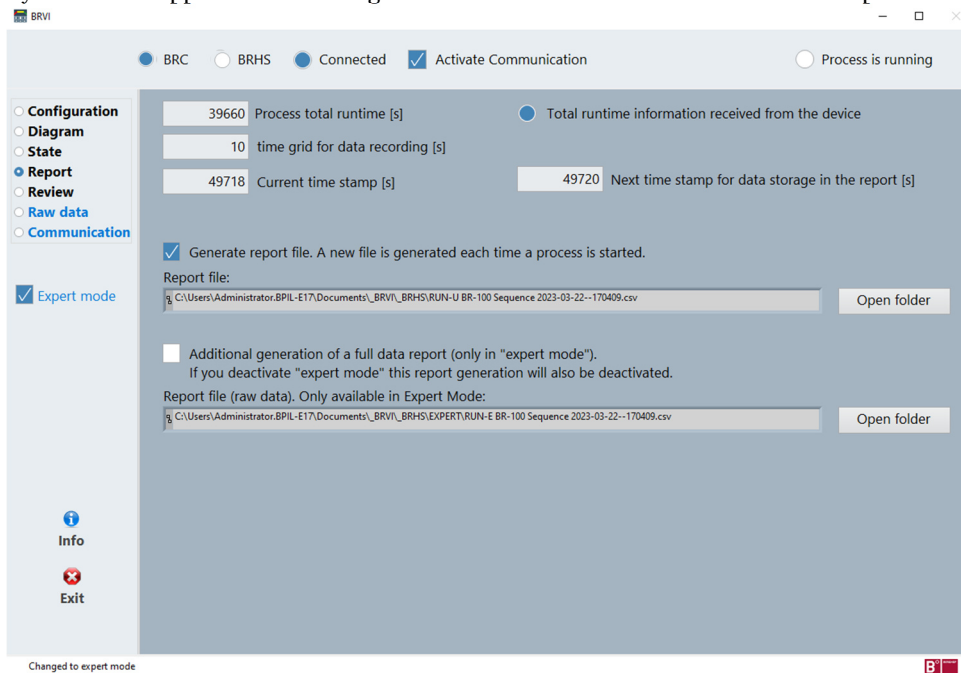 BRVI
BRC BRHS Connected Activate Communication Process is running
Configuration
Diagram
State
Report
Review
Raw data
Communication
Expert mode
39660 Process total runtime [s] Total runtime information received from the device
10 time grid for data recording [s]
49718 Current time stamp [s] 49720 Next time stamp for data storage in the report [s]
Generate report file. A new file is generated each time a process is started.
Report file:
C:\Users\Administrator.BPIL-E17\Documents\_BRVI\_BRHS\RUN-U BR-100 Sequence 2023-03-22--170409.csv Open folder
Additional generation of a full data report (only in "expert mode").
If you deactivate "expert mode" this report generation will also be deactivated.
Report file (raw data). Only available in Expert Mode:
C:\Users\Administrator.BPIL-E17\Documents\_BRVI\_BRHS\EXPERT\RUN-E BR-100 Sequence 2023-03-22--170409.csv Open folder
Info
Exit
Changed to expert mode
B